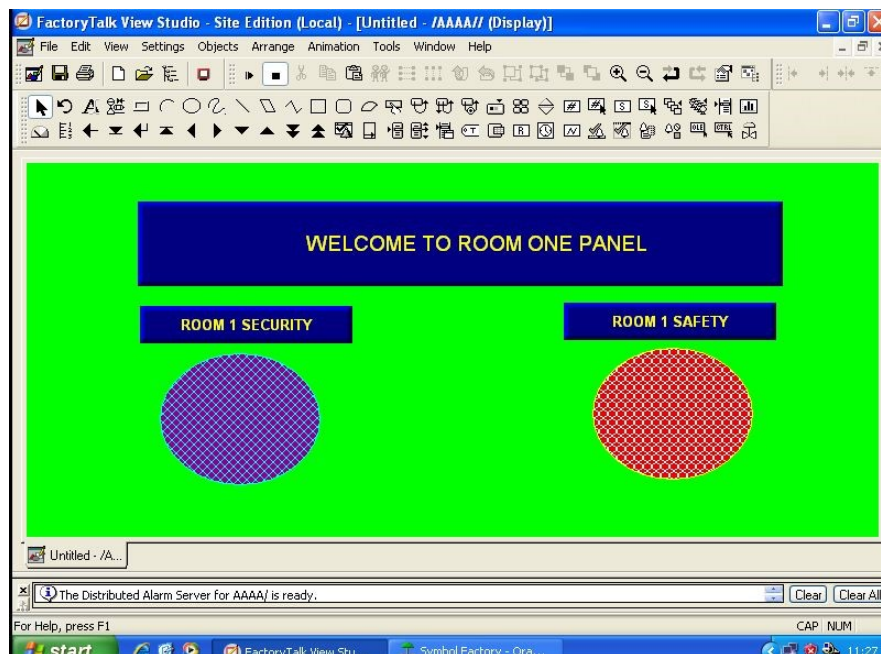 FactoryTalk View Studio - Site Edition (Local) - [Untitled - /AAAA// (Display)]
File Edit View Settings Objects Arrange Animation Tools Window Help
WELCOME TO ROOM ONE PANEL
ROOM 1 SECURITY
ROOM 1 SAFETY
Untitled - /A...
The Distributed Alarm Server for AAAA/ is ready.
Clear
Clear All
For Help, press F1
CAP NUM
start
FactoryTalk View Stu...
Symbol Factory - Ora...
11:27